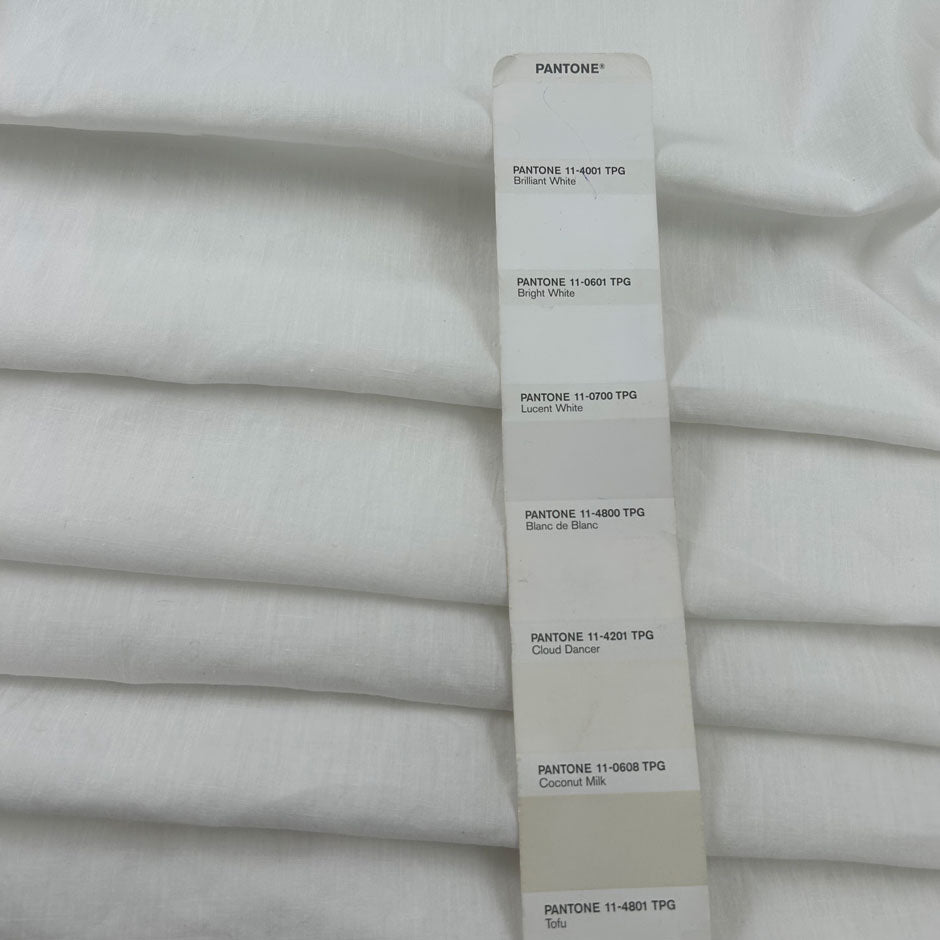 PANTONE®
PANTONE 11-4001 TPG
Brilliant White
PANTONE 11-0601 TPG
Bright White
PANTONE 11-0700 TPG
Lucent White
PANTONE 11-4800 TPG
Blanc de Blanc
PANTONE 11-4201 TPG
Cloud Dancer
PANTONE 11-0608 TPG
Coconut Milk
PANTONE 11-4801 TPG
Tofu